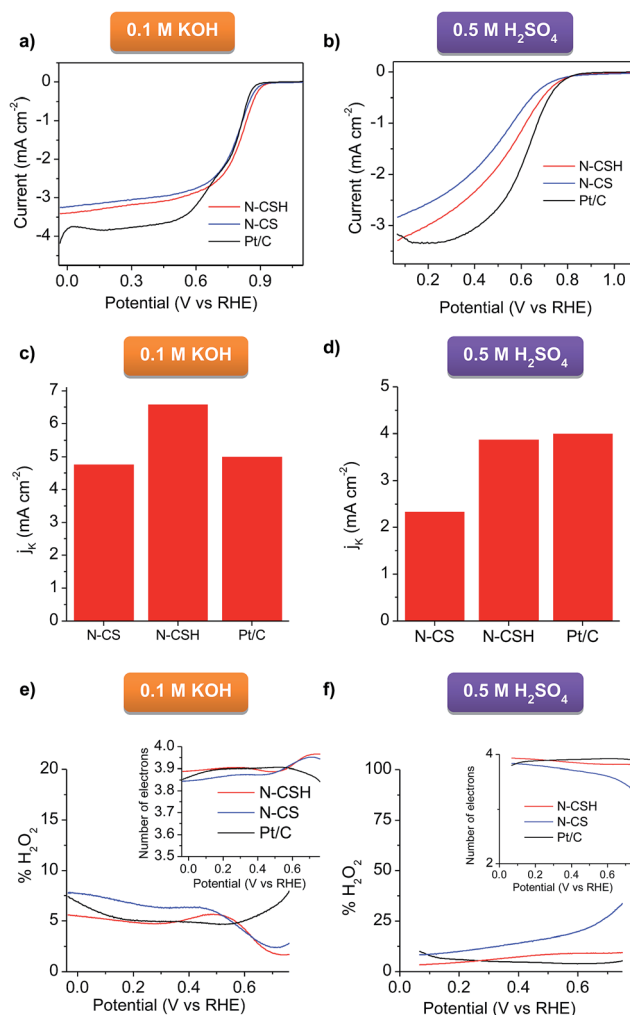 a)
0.1 M KOH
0
-1
-2
-3
-4
Current (mA cm⁻²)
N-CSH
N-CS
Pt/C
0.0 0.3 0.6 0.9
Potential (V vs RHE)
b)
0.5 M H₂SO₄
0
-1
-2
-3
Current (mA cm⁻²)
N-CSH
N-CS
Pt/C
0.2 0.4 0.6 0.8 1.0
Potential (V vs RHE)
c)
0.1 M KOH
7
6
5
4
3
2
1
0
jK (mA cm⁻²)
N-CS N-CSH Pt/C
d)
0.5 M H₂SO₄
5
4
3
2
1
0
jK (mA cm⁻²)
N-CS N-CSH Pt/C
e)
0.1 M KOH
20
15
10
5
0
% H₂O₂
4.0
3.9
3.8
3.7
3.6
3.5
Number of electrons
N-CSH
N-CS
Pt/C
0.0 0.2 0.4 0.6
Potential (V vs RHE)
0.0 0.2 0.4 0.6 0.8
Potential (V vs RHE)
f)
0.5 M H₂SO₄
100
75
50
25
0
% H₂O₂
4
2
Number of electrons
N-CSH
N-CS
Pt/C
0.0 0.2 0.4 0.6
Potential (V vs RHE)
0.0 0.2 0.4 0.6 0.8
Potential (V vs RHE)